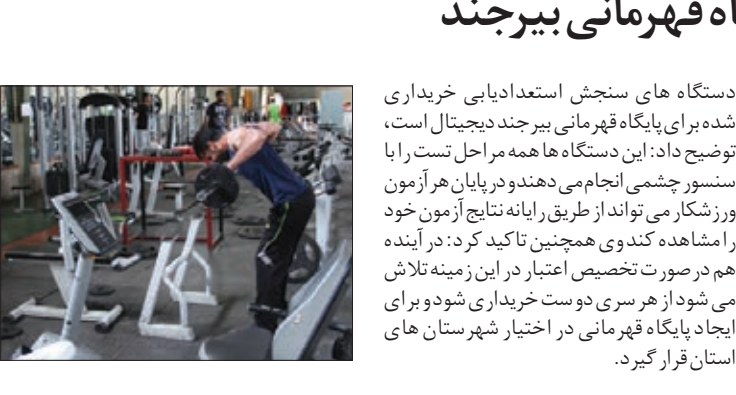 قهرمانی بیرجند
دستگاه های سنجش استعدادیابی خریداری
شده برای پایگاه قهرمانی بیرجند دیجیتال است،
توضیح داد: این دستگاه ها همه مراحل تست را با
سنسور چشمی انجام می دهند و در پایان هر آزمون
ورزشکار می تواند از طریق رایانه نتایج آزمون خود
را مشاهده کند وی همچنین تاکید کرد: در آینده
هم در صورت تخصیص اعتبار در این زمینه تلاش
می شود از هر سری دو ست خریداری شود و برای
ایجاد پایگاه قهرمانی در اختیار شهرستان های
استان قرار گیرد.